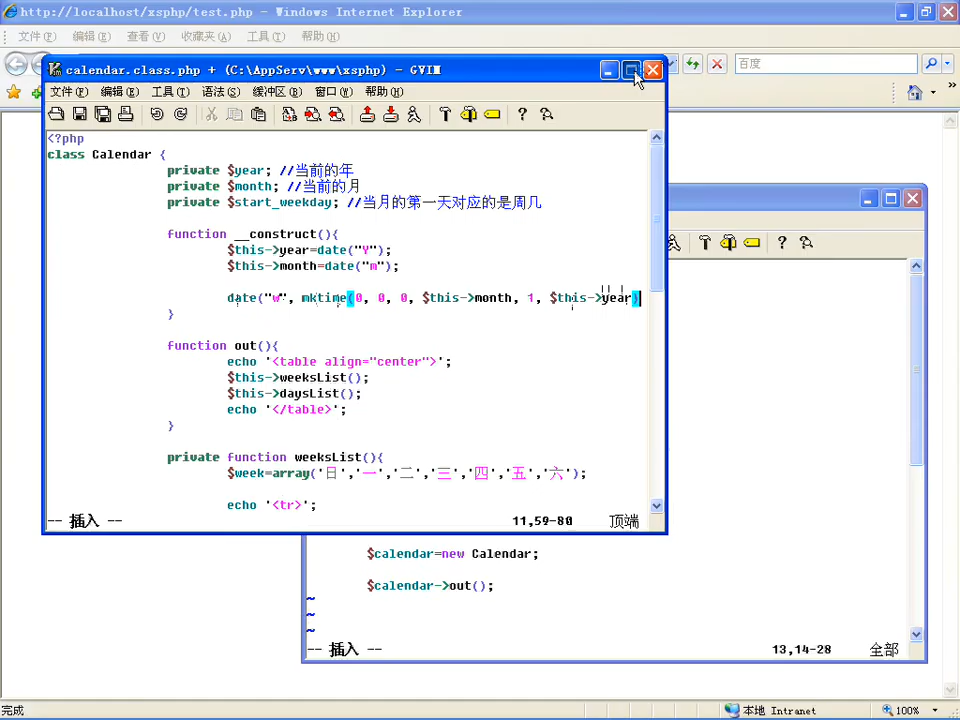 http://localhost/xsphp/test.php - Windows Internet Explorer
文件(F) 编辑(E) 查看(V) 收藏夹(A) 工具(T) 帮助(H)
百度
calendar.class.php + (C:\AppServ\www\xsphp) - GVIM
文件(F) 编辑(E) 工具(T) 语法(S) 缓冲区(B) 窗口(W) 帮助(H)
<?php
class Calendar {
private $year; //当前的年
private $month; //当前的月
private $start_weekday; //当月的第一天对应的是周几
function __construct(){
$this->year=date("Y");
$this->month=date("m");
date("w", mktime(0, 0, 0, $this->month, 1, $this->year)
}
function out(){
echo '<table align="center">';
$this->weeksList();
$this->daysList();
echo '</table>';
}
private function weeksList(){
$week=array('日','一','二','三','四','五','六');
echo '<tr>';
-- 插入 -- 11,59-80 顶端
$calendar=new Calendar;
$calendar->out();
~
~
~
-- 插入 -- 13,14-28 全部
完成 本地 Intranet 100%